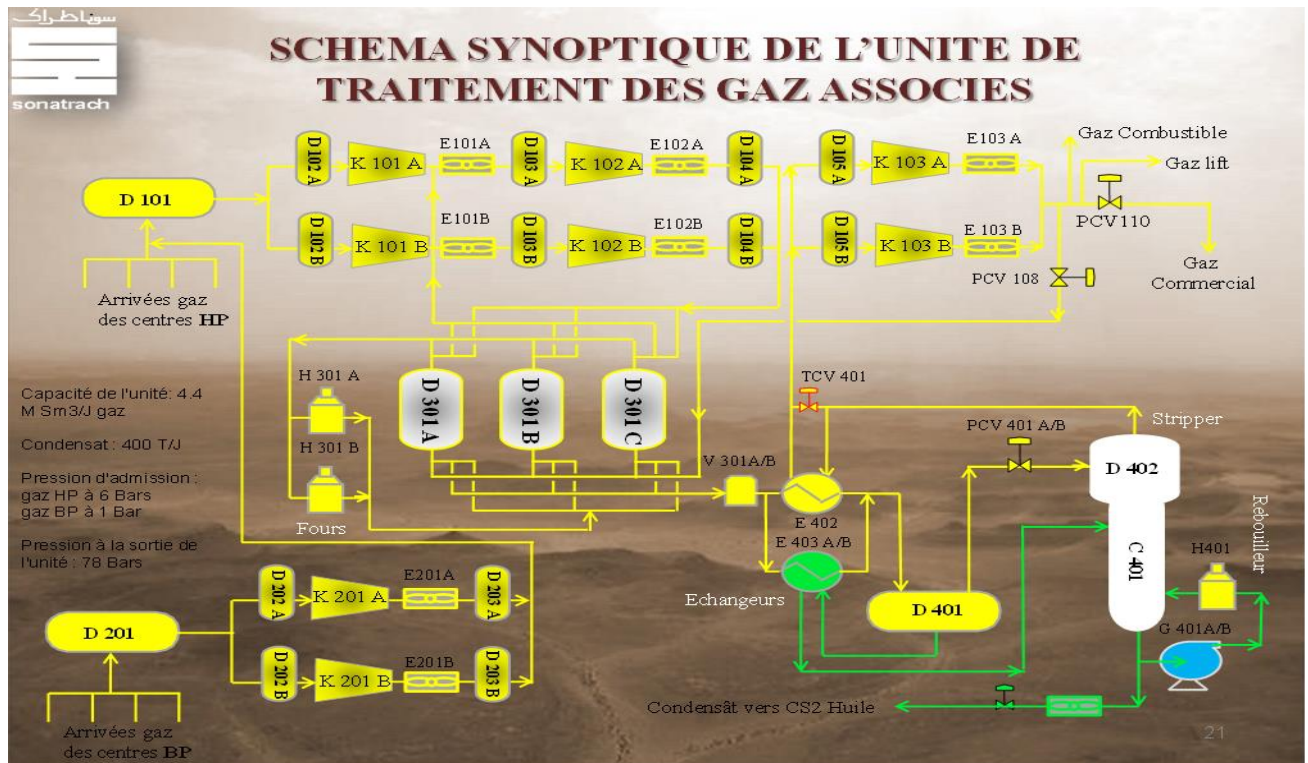 سوناطراك
sonatrach
SCHEMA SYNOPTIQUE DE L’UNITE DE
TRAITEMENT DES GAZ ASSOCIES
D 101
D 102 A
K 101 A
E101A
D 103 A
K 102 A
E102A
D 104 A
D 105 A
K 103 A
E103 A
Gaz Combustible
Gaz lift
PCV110
D 102 B
K 101 B
E101B
D 103 B
K 102 B
E102B
D 104 B
D 105 B
K 103 B
E 103 B
PCV 108
Gaz
Commercial
Arrivées gaz
des centres HP
Capacité de l'unité: 4.4
M Sm3/J gaz
Condensat : 400 T/J
Pression d'admission :
gaz HP à 6 Bars
gaz BP à 1 Bar
Pression à la sortie de
l'unité : 78 Bars
H 301 A
H 301 B
Fours
D 301 A
D 301 B
D 301 C
V 301A/B
TCV 401
E 402
E 403 A/B
Echangeurs
D 401
PCV 401 A/B
Stripper
D 402
C 401
Rebouilleur
H401
G 401A/B
D 201
D 202 A
K 201 A
E201A
D 203 A
D 202 B
K 201 B
E201B
D 203 B
Arrivées gaz
des centres BP
Condensât vers CS2 Huile
21